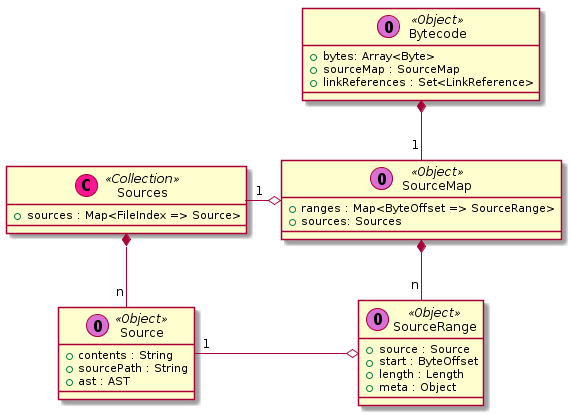 O «Object»
Bytecode
bytes: Array<Byte>
sourceMap : SourceMap
linkReferences : Set<LinkReference>
1
C «Collection»
Sources
sources : Map<FileIndex => Source>
1
O «Object»
SourceMap
ranges : Map<ByteOffset => SourceRange>
sources: Sources
n
n
O «Object»
Source
contents : String
sourcePath : String
ast : AST
1
O «Object»
SourceRange
source : Source
start : ByteOffset
length : Length
meta : Object